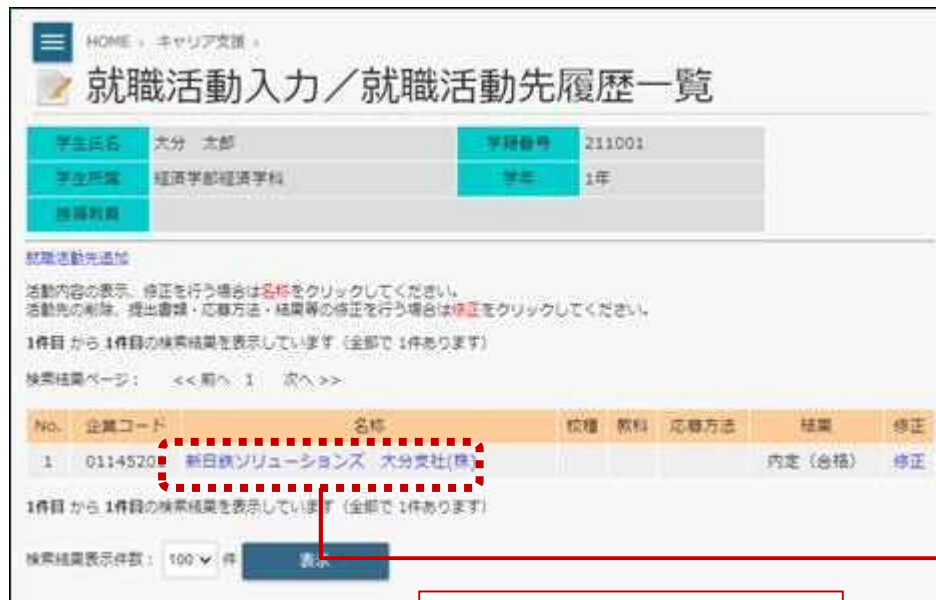 HOME › キャリア支援 ›
就職活動入力／就職活動先履歴一覧
学生氏名 大分 太郎 学籍番号 211001
学生所属 経済学部経済学科 学年 1年
指導教員
就職活動先追加
活動内容の表示、修正を行う場合は名称をクリックしてください。
活動先の削除、提出書類・応募方法・結果等の修正を行う場合は修正をクリックしてください。
1件目 から 1件目の検索結果を表示しています（全部で 1件あります）
検索結果ページ： <<前へ 1 次へ>>
No. 企業コード 名称 校種 教科 応募方法 結果 修正
1 新日鉄ソリューションズ 大分支社(株) 内定（合格） 修正
1件目 から 1件目の検索結果を表示しています（全部で 1件あります）
検索結果表示件数： 100 件 表示